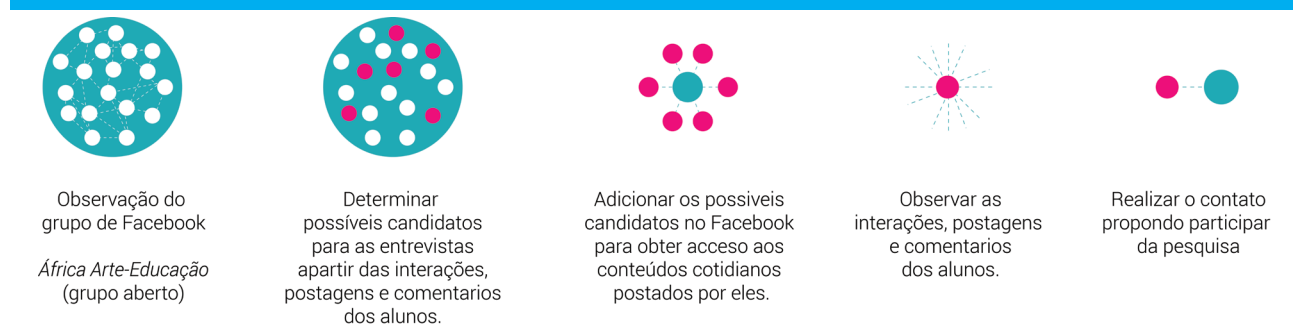 Observação do
grupo de Facebook
África Arte-Educação
(grupo aberto)
Determinar
possíveis candidatos
para as entrevistas
apartir das interações,
postagens e comentarios
dos alunos.
Adicionar os possiveis
candidatos no Facebook
para obter acceso aos
conteúdos cotidianos
postados por eles.
Observar as
interações, postagens
e comentarios
dos alunos.
Realizar o contato
propondo participar
da pesquisa